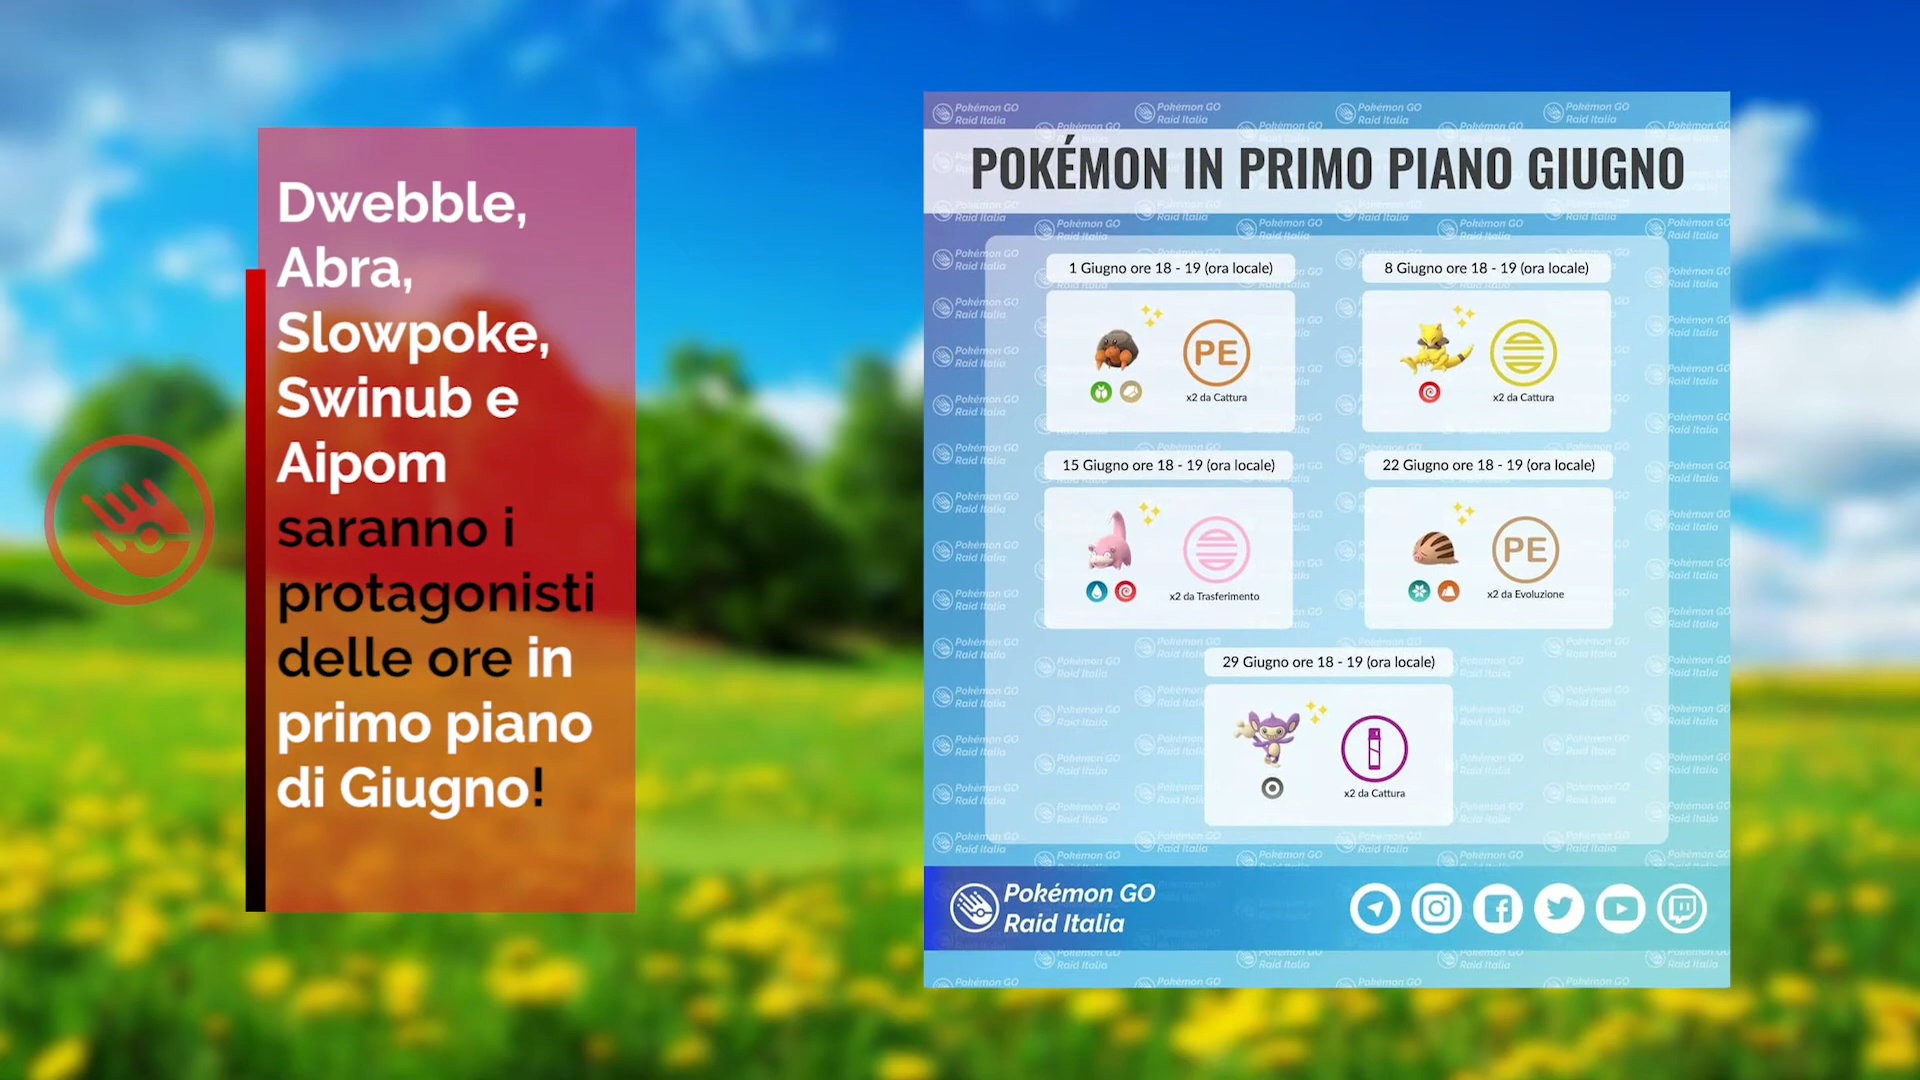 Dwebble,
Abra,
Slowpoke,
Swinub e
Aipom
saranno i
protagonisti
delle ore in
primo piano
di Giugno!
POKÉMON IN PRIMO PIANO GIUGNO
1 Giugno ore 18 - 19 (ora locale)
PE
x2 da Cattura
8 Giugno ore 18 - 19 (ora locale)
x2 da Cattura
15 Giugno ore 18 - 19 (ora locale)
x2 da Trasferimento
22 Giugno ore 18 - 19 (ora locale)
PE
x2 da Evoluzione
29 Giugno ore 18 - 19 (ora locale)
x2 da Cattura
Pokémon GO
Raid Italia